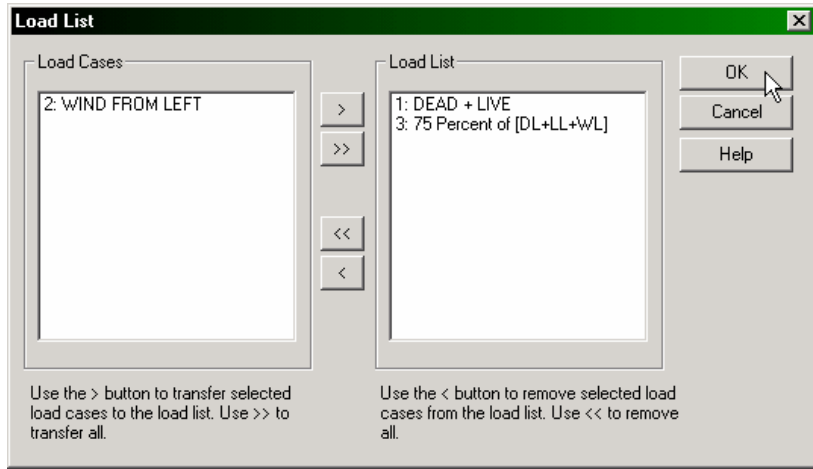 Load List
Load Cases
2: WIND FROM LEFT
>
>>
<<
<
Load List
1: DEAD + LIVE
3: 75 Percent of [DL+LL+WL]
OK
Cancel
Help
Use the > button to transfer selected
load cases to the load list. Use >> to
transfer all.
Use the < button to remove selected load
cases from the load list. Use << to remove
all.